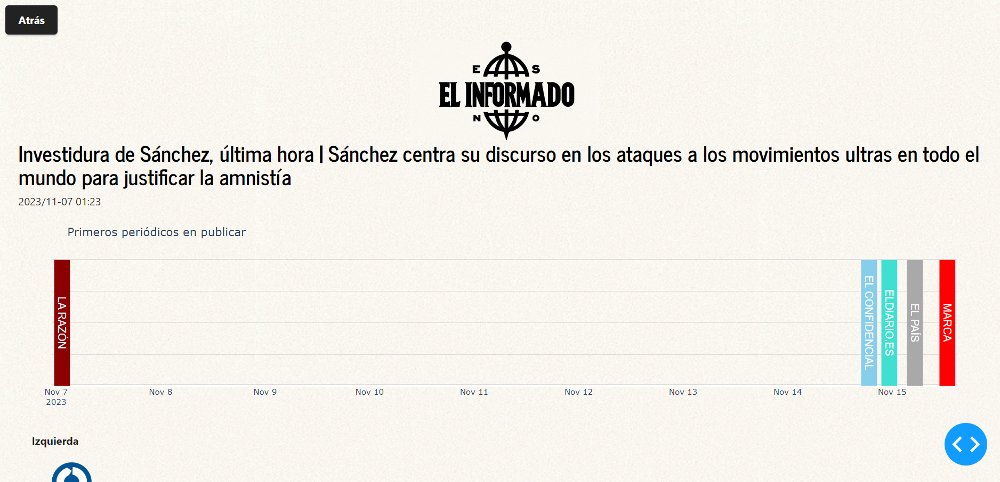 Atrás
E S
EL INFORMADO
N O
Investidura de Sánchez, última hora | Sánchez centra su discurso en los ataques a los movimientos ultras en todo el
mundo para justificar la amnistía
2023/11-07 01:23
Primeros periódicos en publicar
LA RAZÓN
EL CONFIDENCIAL
ELDIARIO.ES
EL PAÍS
MARCA
Nov 7 Nov 8 Nov 9 Nov 10 Nov 11 Nov 12 Nov 13 Nov 14 Nov 15
2023
Izquierda